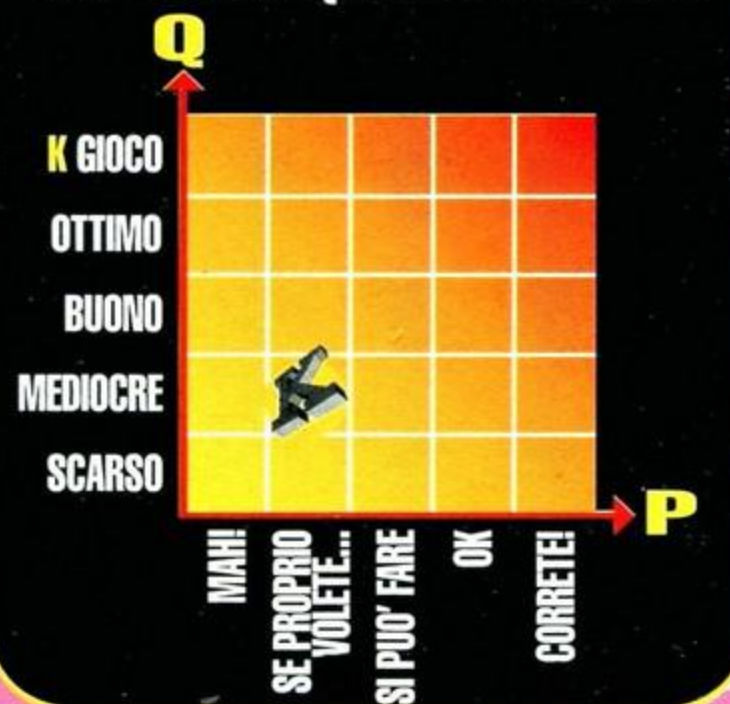 Q
K GIOCO
OTTIMO
BUONO
MEDIOCRE
SCARSO
K
P
MAH!
SE PROPRIO
VOLETE...
SI PUO' FARE
OK
CORRETE!